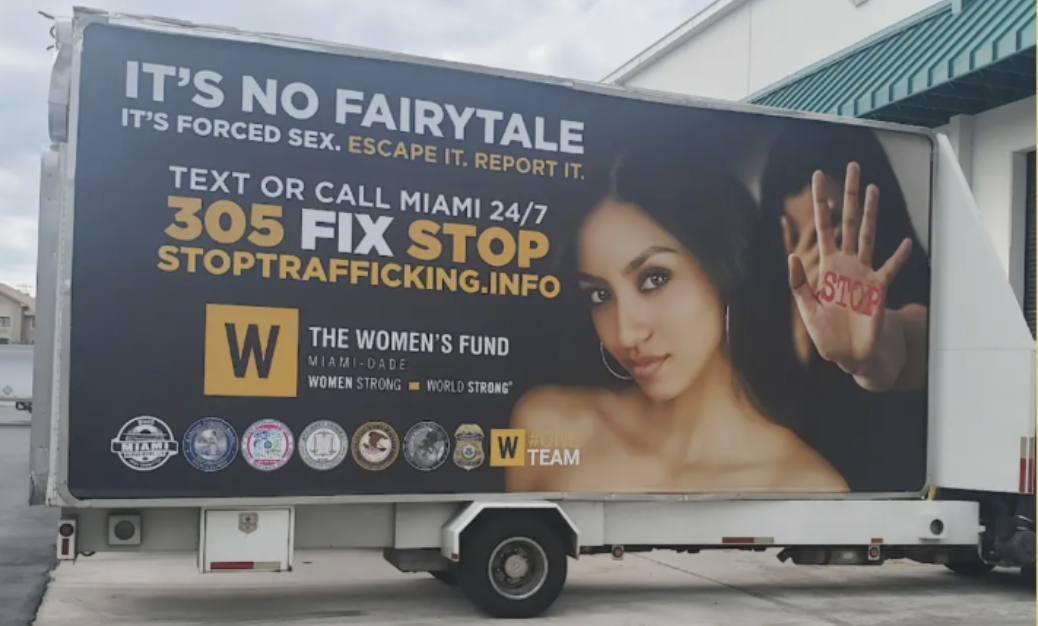 IT'S NO FAIRYTALE
IT'S FORCED SEX. ESCAPE IT. REPORT IT.
TEXT OR CALL MIAMI 24/7
305 FIX STOP
STOPTRAFFICKING.INFO
STOP
W
THE WOMEN'S FUND
MIAMI-DADE
WOMEN STRONG WORLD STRONG®
MIAMI
W
TEAM